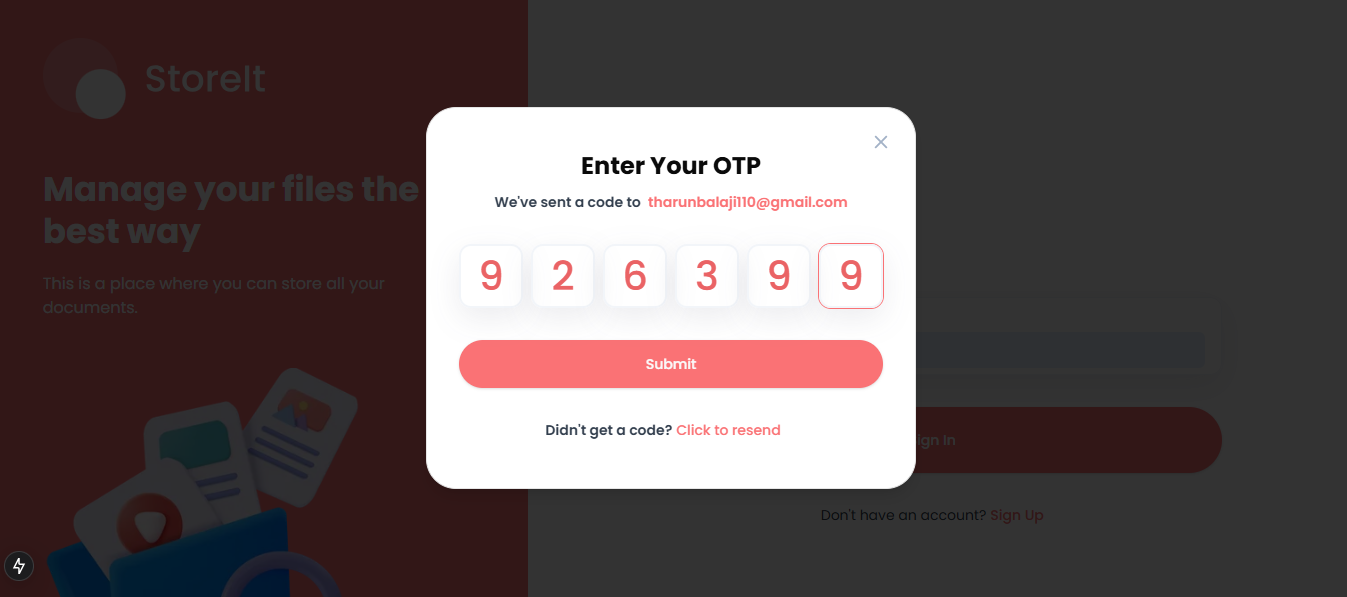 StoreIt
Manage your files the
best way
This is a place where you can store all your
documents.
Enter Your OTP
We've sent a code to tharunbalaji110@gmail.com
9 2 6 3 9 9
Submit
Didn't get a code? Click to resend
ign In
Don't have an account? Sign Up